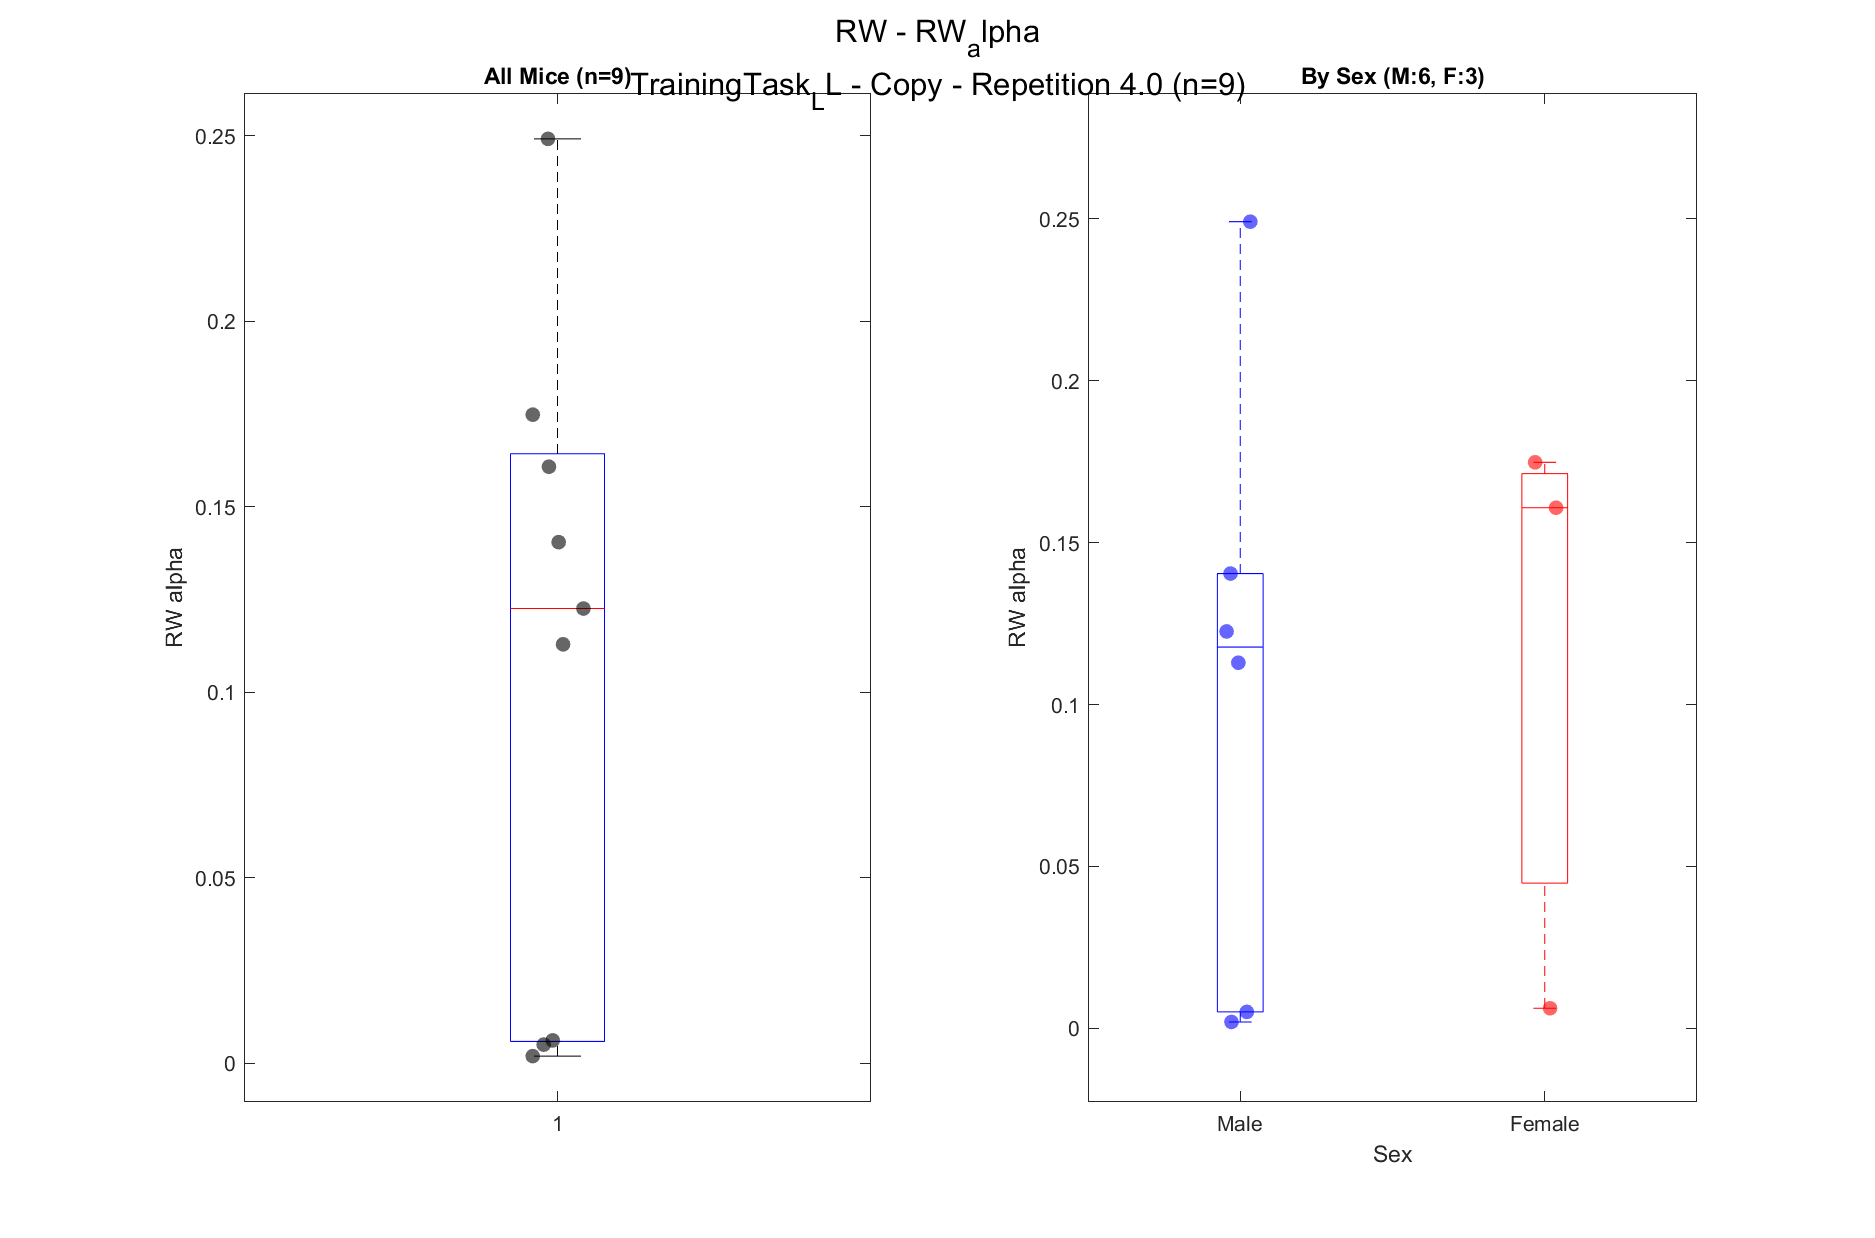 RW - RW_alpha
TrainingTask_LL - Copy - Repetition 4.0 (n=9)
All Mice (n=9)
RW alpha
0.25
0.2
0.15
0.1
0.05
0
1
By Sex (M:6, F:3)
RW alpha
0.25
0.2
0.15
0.1
0.05
0
Male
Female
Sex